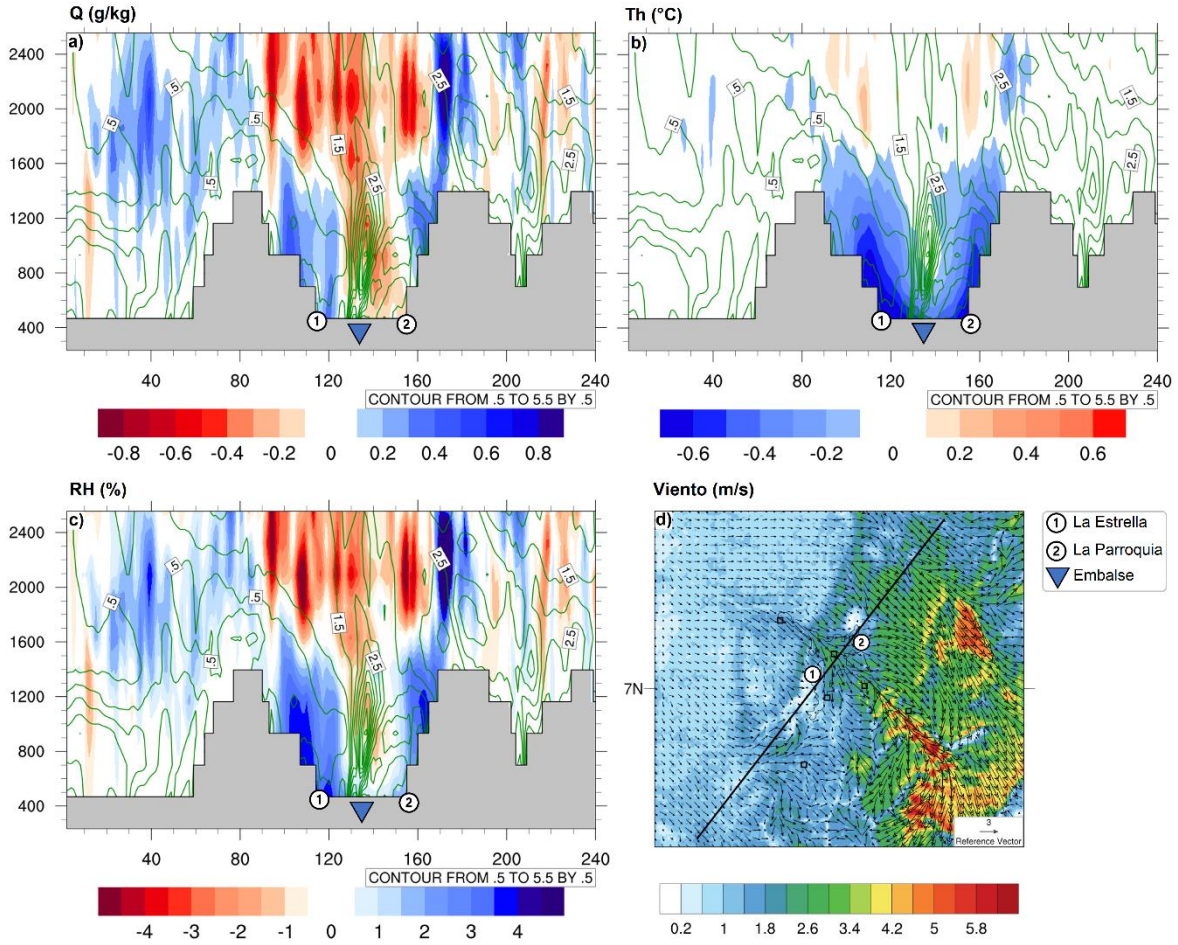 Q (g/kg)
a)
2400
2000
1600
1200
800
400
.5
.5
.5
1.5
2.5
2.5
1.5
2.5
1
2
40 80 120 160 200 240
CONTOUR FROM .5 TO 5.5 BY .5
-0.8 -0.6 -0.4 -0.2 0 0.2 0.4 0.6 0.8
Th (°C)
b)
2400
2000
1600
1200
800
400
.5
.5
.5
1.5
2.5
2.5
1.5
2.5
1
2
40 80 120 160 200 240
CONTOUR FROM .5 TO 5.5 BY .5
-0.6 -0.4 -0.2 0 0.2 0.4 0.6
RH (%)
c)
2400
2000
1600
1200
800
400
.5
.5
.5
.5
1.5
2.5
2.5
1.5
2.5
1
2
40 80 120 160 200 240
CONTOUR FROM .5 TO 5.5 BY .5
-4 -3 -2 -1 0 1 2 3 4
Viento (m/s)
d)
7N
1
2
3
Reference Vector
0.2 1 1.8 2.6 3.4 4.2 5 5.8
1 La Estrella
2 La Parroquia
Embalse